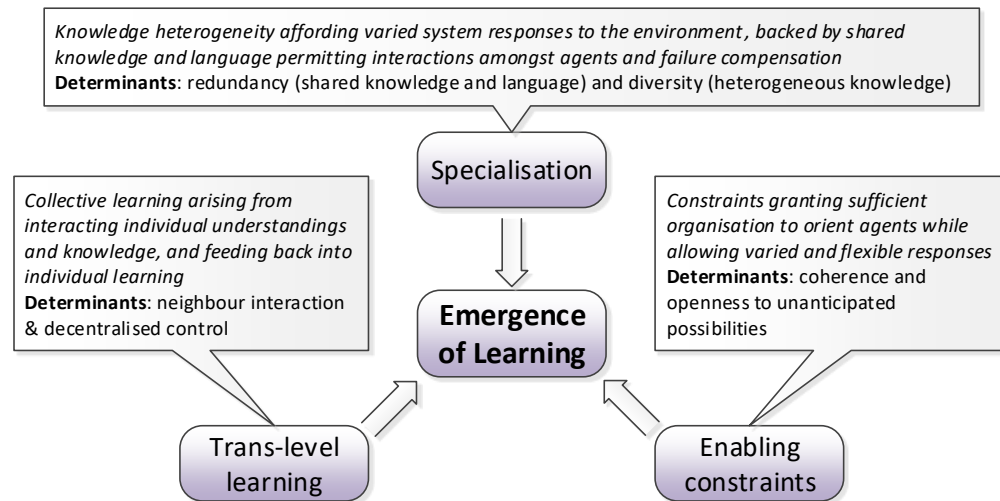 Knowledge heterogeneity affording varied system responses to the environment, backed by shared
knowledge and language permitting interactions amongst agents and failure compensation
Determinants: redundancy (shared knowledge and language) and diversity (heterogeneous knowledge)
Specialisation
Collective learning arising from
interacting individual understandings
and knowledge, and feeding back into
individual learning
Determinants: neighbour interaction
& decentralised control
Constraints granting sufficient
organisation to orient agents while
allowing varied and flexible responses
Determinants: coherence and
openness to unanticipated
possibilities
Emergence
of Learning
Trans-level
learning
Enabling
constraints